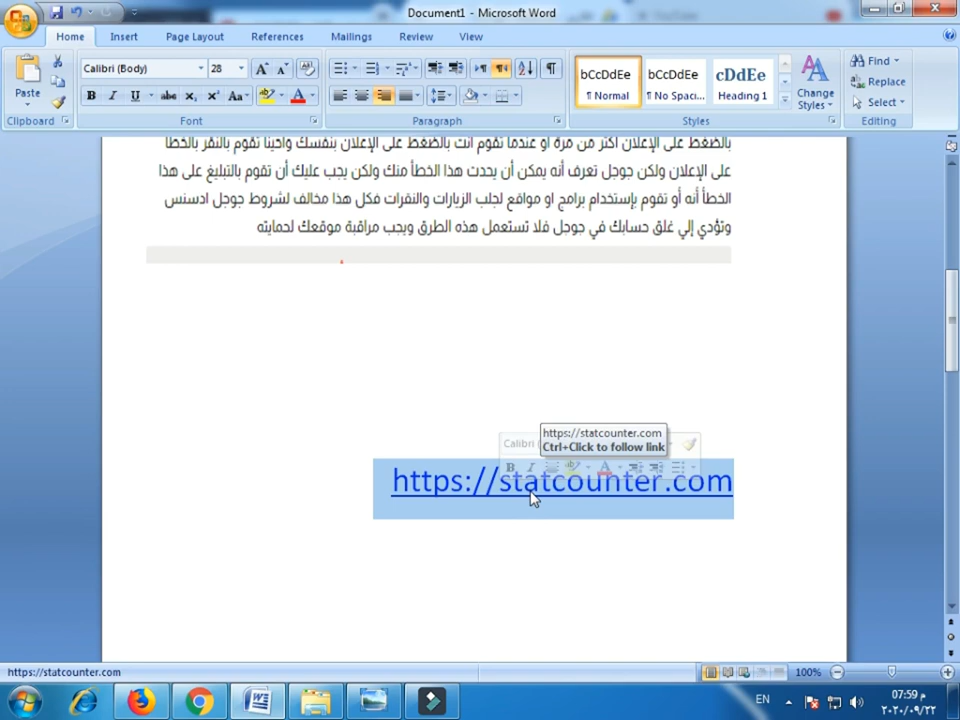 Document1 - Microsoft Word
Home Insert Page Layout References Mailings Review View
Calibri (Body) 28
Paste
Clipboard Font Paragraph Styles Editing
bCcDdEe bCcDdEe cDdEe
¶ Normal ¶ No Spaci... Heading 1
Change Styles
Find
Replace
Select
بالضغط على الإعلان أكثر من مرة أو عندما تقوم أنت بالضغط على الإعلان بنفسك وأحينا تقوم بالنقر بالخطأ
على الإعلان ولكن جوجل تعرف أنه يمكن أن يحدث هذا الخطأ منك ولكن يجب عليك أن تقوم بالتبليغ على هذا
الخطأ أنه أو تقوم بإستخدام برامج او مواقع لجلب الزيارات والنقرات فكل هذا مخالف لشروط جوجل ادسنس
وتؤدي إلي غلق حسابك في جوجل فلا تستعمل هذه الطرق ويجب مراقبة موقعك لحمايته
https://statcounter.com
Ctrl+Click to follow link
Calibri
https://statcounter.com
https://statcounter.com
100%
EN
07:59 م
٢٠٢٠/٠٩/٢٢